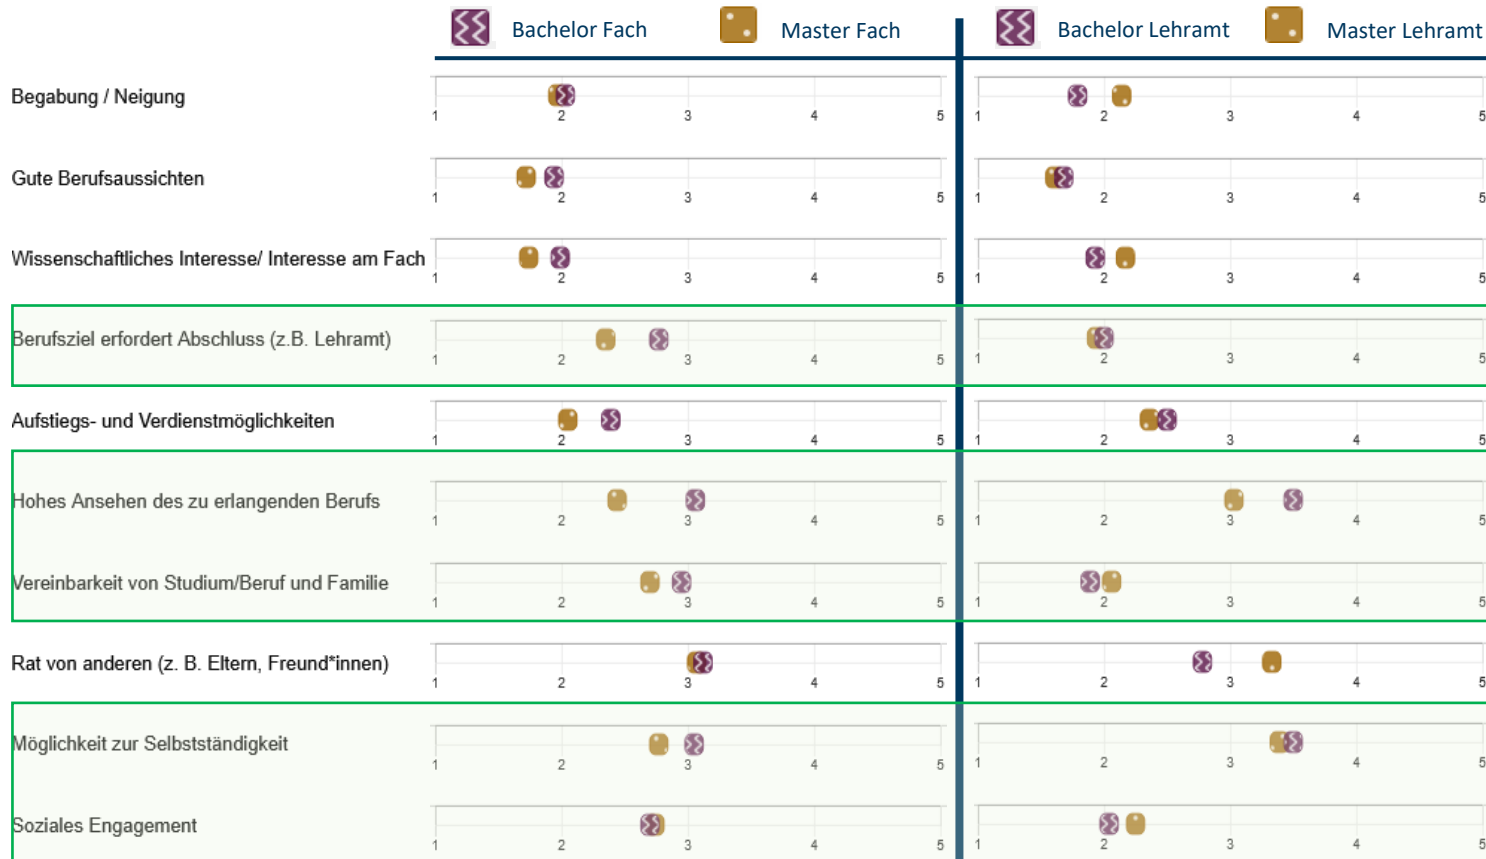 Bachelor Fach Master Fach Bachelor Lehramt Master Lehramt
Begabung / Neigung
1 2 3 4 5 1 2 3 4 5
Gute Berufsaussichten
1 2 3 4 5 1 2 3 4 5
Wissenschaftliches Interesse/ Interesse am Fach
1 2 3 4 5 1 2 3 4 5
Berufsziel erfordert Abschluss (z.B. Lehramt)
1 2 3 4 5 1 2 3 4 5
Aufstiegs- und Verdienstmöglichkeiten
1 2 3 4 5 1 2 3 4 5
Hohes Ansehen des zu erlangenden Berufs
1 2 3 4 5 1 2 3 4 5
Vereinbarkeit von Studium/Beruf und Familie
1 2 3 4 5 1 2 3 4 5
Rat von anderen (z. B. Eltern, Freund*innen)
1 2 3 4 5 1 2 3 4 5
Möglichkeit zur Selbstständigkeit
1 2 3 4 5 1 2 3 4 5
Soziales Engagement
1 2 3 4 5 1 2 3 4 5